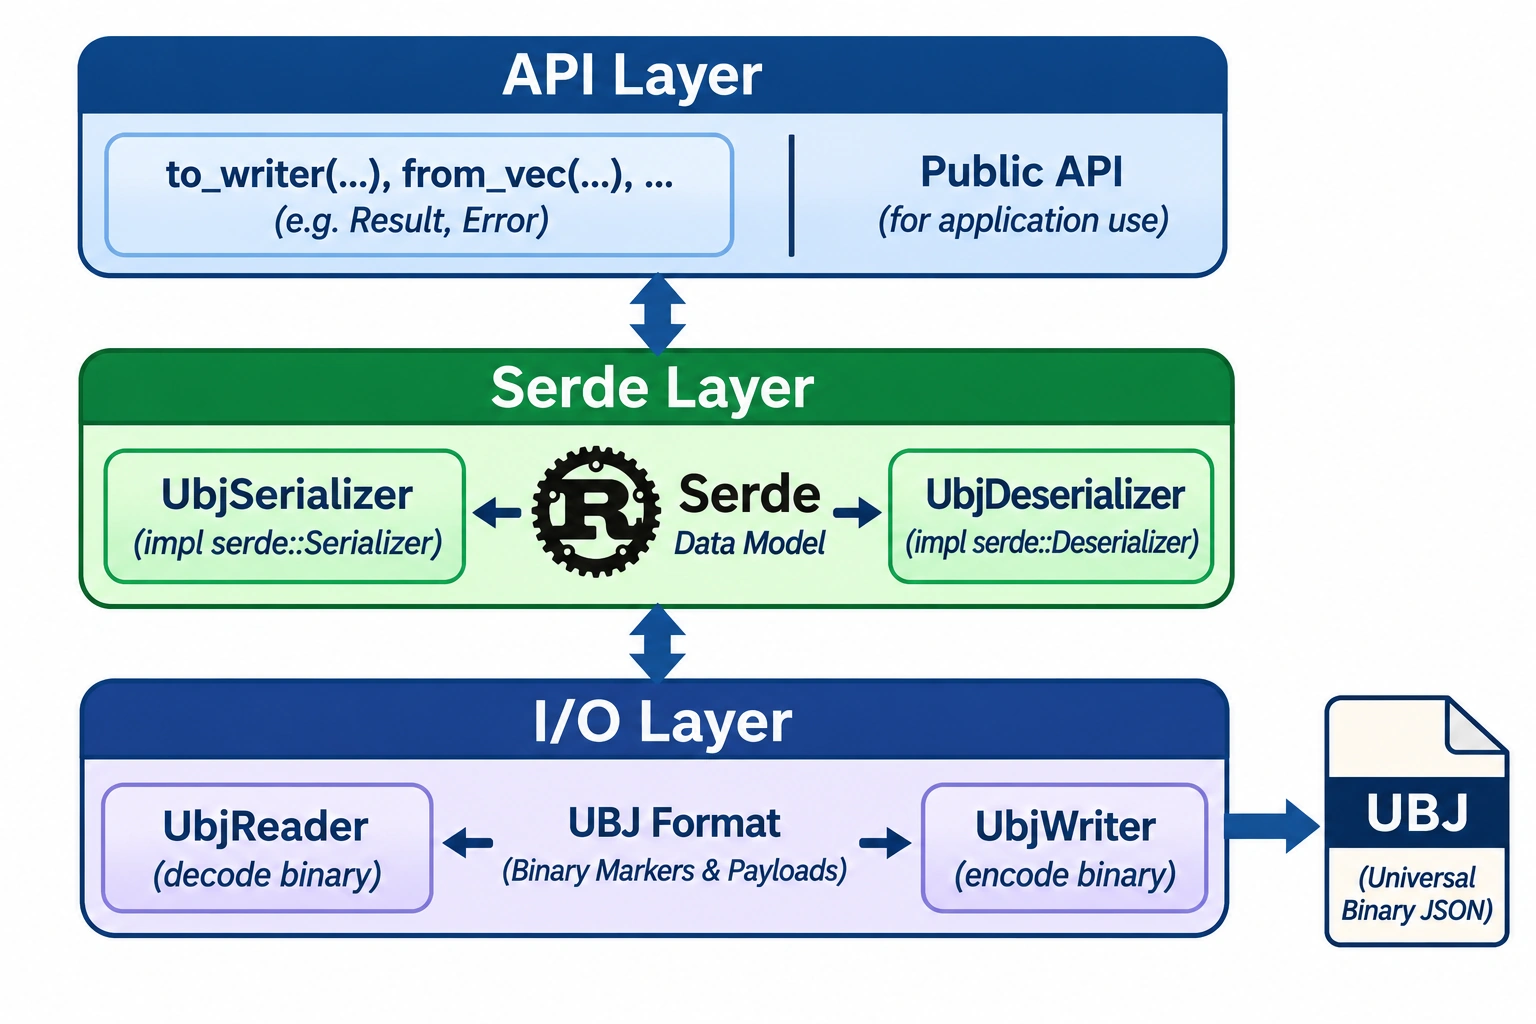 API Layer
to_writer(...), from_vec(...), ...
(e.g. Result, Error)
Public API
(for application use)
Serde Layer
UbjSerializer
(impl serde::Serializer)
R
Serde
Data Model
UbjDeserializer
(impl serde::Deserializer)
I/O Layer
UbjReader
(decode binary)
UBJ Format
(Binary Markers & Payloads)
UbjWriter
(encode binary)
UBJ
(Universal
Binary JSON)